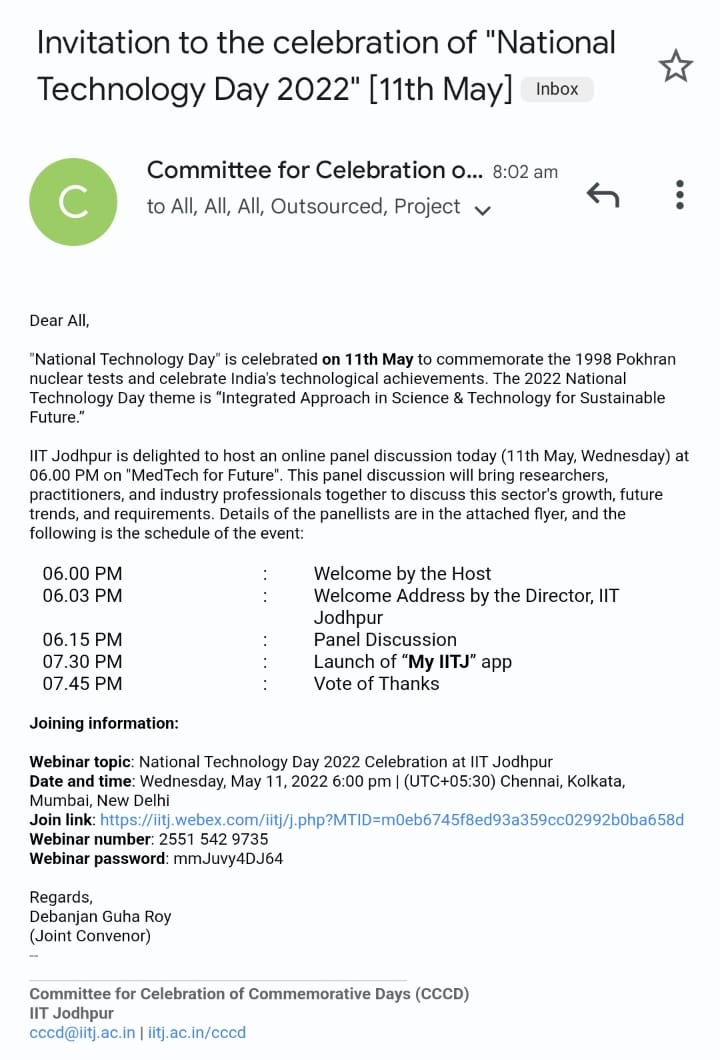 Invitation to the celebration of "National
Technology Day 2022" [11th May] Inbox
C
Committee for Celebration o... 8:02 am
to All, All, All, Outsourced, Project
Dear All,
"National Technology Day" is celebrated on 11th May to commemorate the 1998 Pokhran
nuclear tests and celebrate India's technological achievements. The 2022 National
Technology Day theme is “Integrated Approach in Science & Technology for Sustainable
Future.”
IIT Jodhpur is delighted to host an online panel discussion today (11th May, Wednesday) at
06.00 PM on "MedTech for Future". This panel discussion will bring researchers,
practitioners, and industry professionals together to discuss this sector's growth, future
trends, and requirements. Details of the panellists are in the attached flyer, and the
following is the schedule of the event:
06.00 PM : Welcome by the Host
06.03 PM : Welcome Address by the Director, IIT
Jodhpur
06.15 PM : Panel Discussion
07.30 PM : Launch of “My IITJ” app
07.45 PM : Vote of Thanks
Joining information:
Webinar topic: National Technology Day 2022 Celebration at IIT Jodhpur
Date and time: Wednesday, May 11, 2022 6:00 pm | (UTC+05:30) Chennai, Kolkata,
Mumbai, New Delhi
Join link: https://iitj.webex.com/iitj/j.php?MTID=m0eb6745f8ed93a359cc02992b0ba658d
Webinar number: 2551 542 9735
Webinar password: mmJuvy4DJ64
Regards,
Debanjan Guha Roy
(Joint Convenor)
--
Committee for Celebration of Commemorative Days (CCCD)
IIT Jodhpur
cccd@iitj.ac.in | iitj.ac.in/cccd